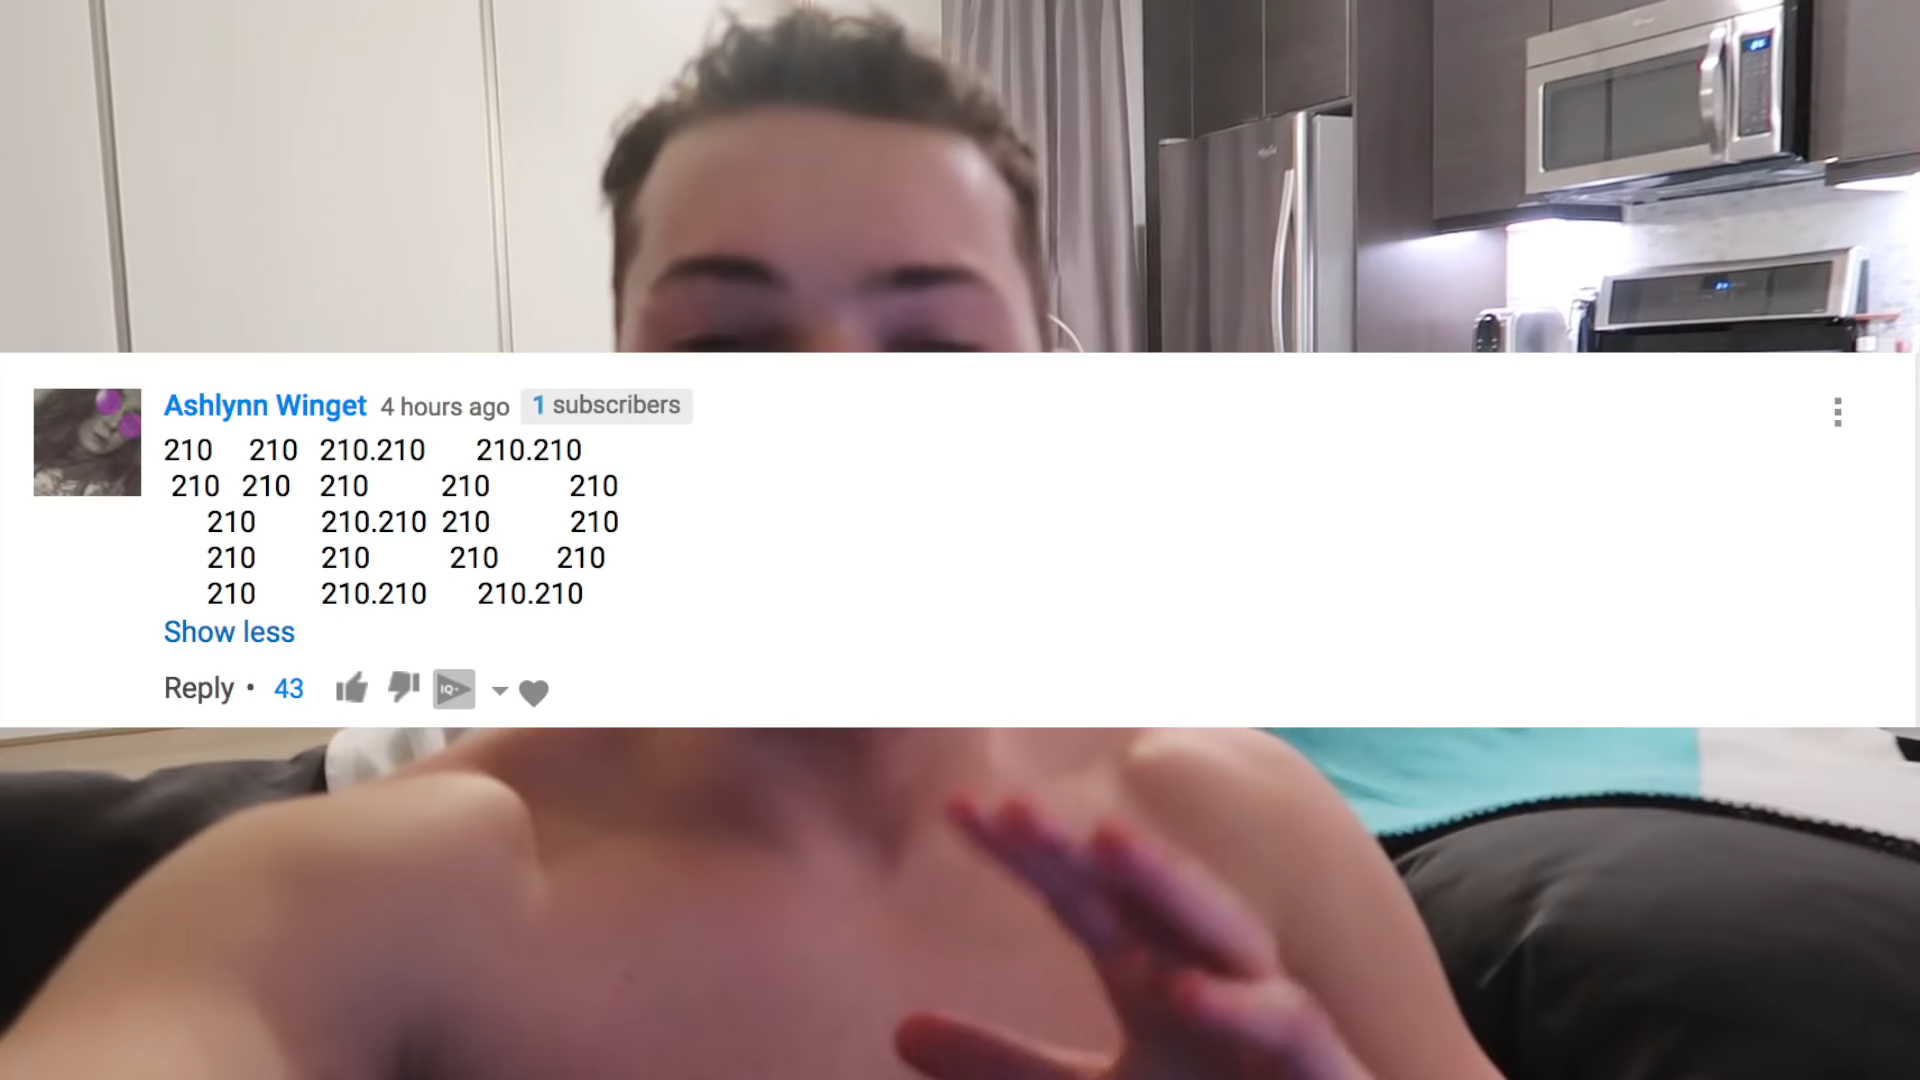 Ashlynn Winget 4 hours ago 1 subscribers
210 210 210.210 210.210
210 210 210 210 210
210 210.210 210 210
210 210 210 210
210 210.210 210.210
Show less
Reply • 43 IQ+